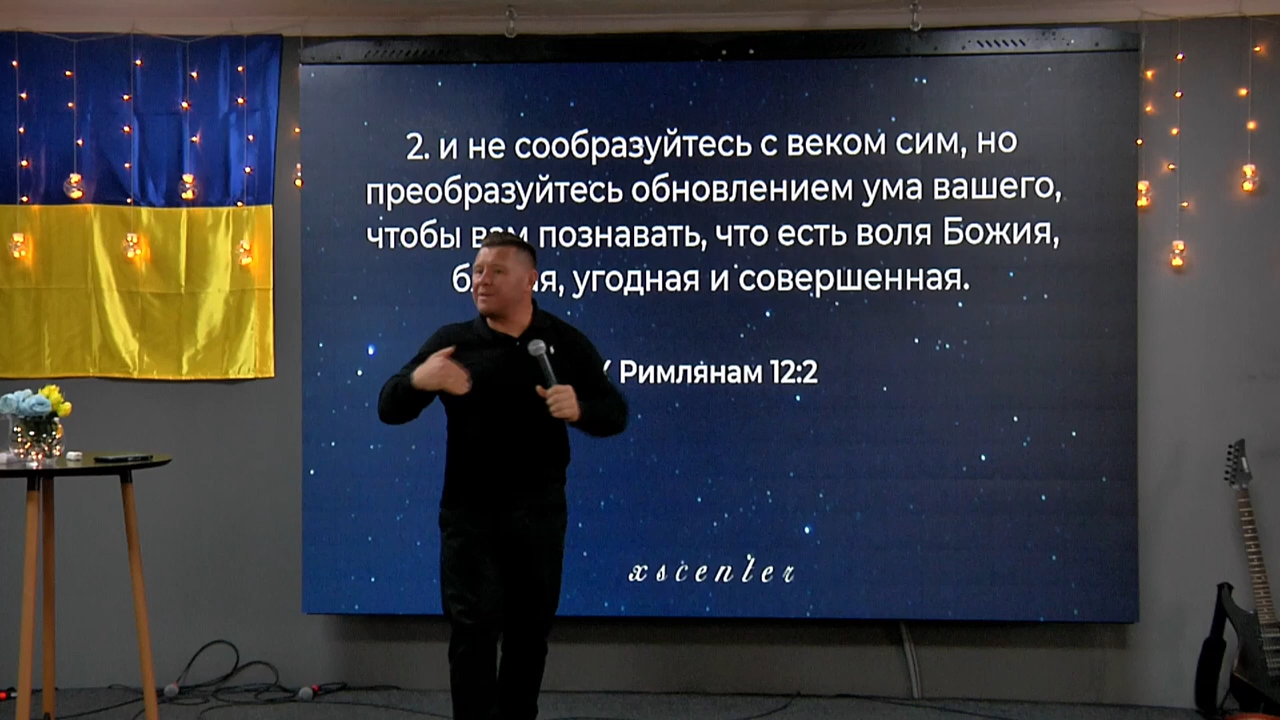 2. и не сообразуйтесь с веком сим, но
преобразуйтесь обновлением ума вашего,
чтобы вам познавать, что есть воля Божия,
угодная и совершенная.
Римлянам 12:2
xscenter